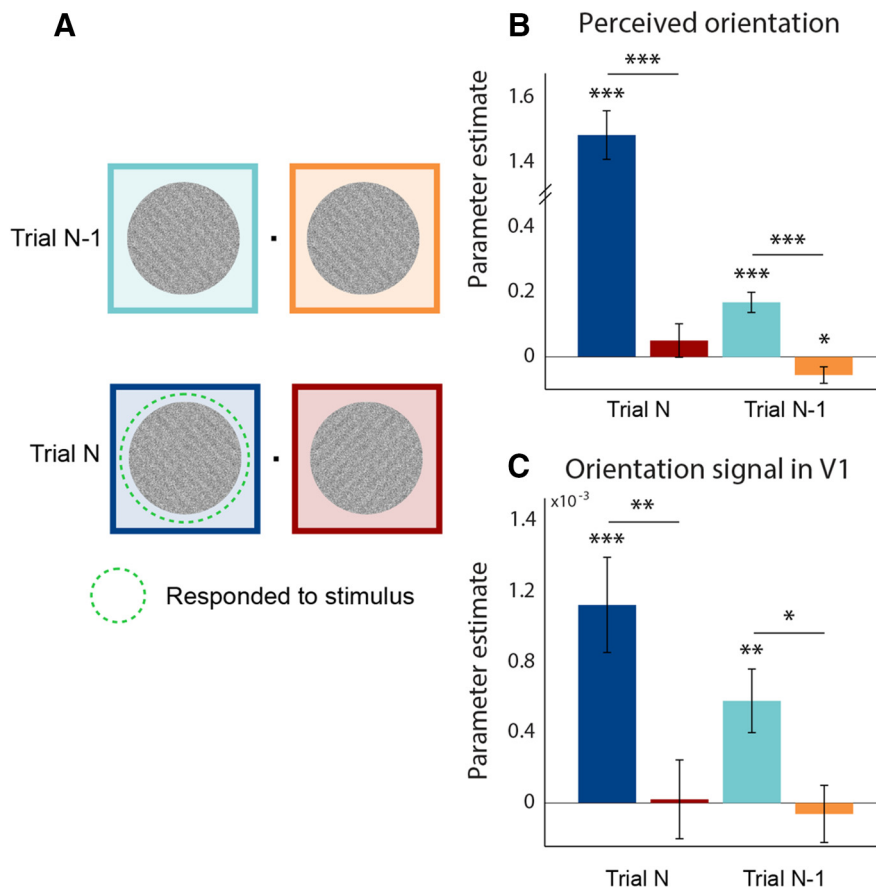 A
Trial N-1
Trial N
Responded to stimulus
B
Perceived orientation
Parameter estimate
1.6
1.4
0.4
0.2
0
***
***
***
***
*
Trial N
Trial N-1
C
Orientation signal in V1
x10-3
Parameter estimate
1.4
1.2
0.8
0.4
0
**
***
*
**
Trial N
Trial N-1